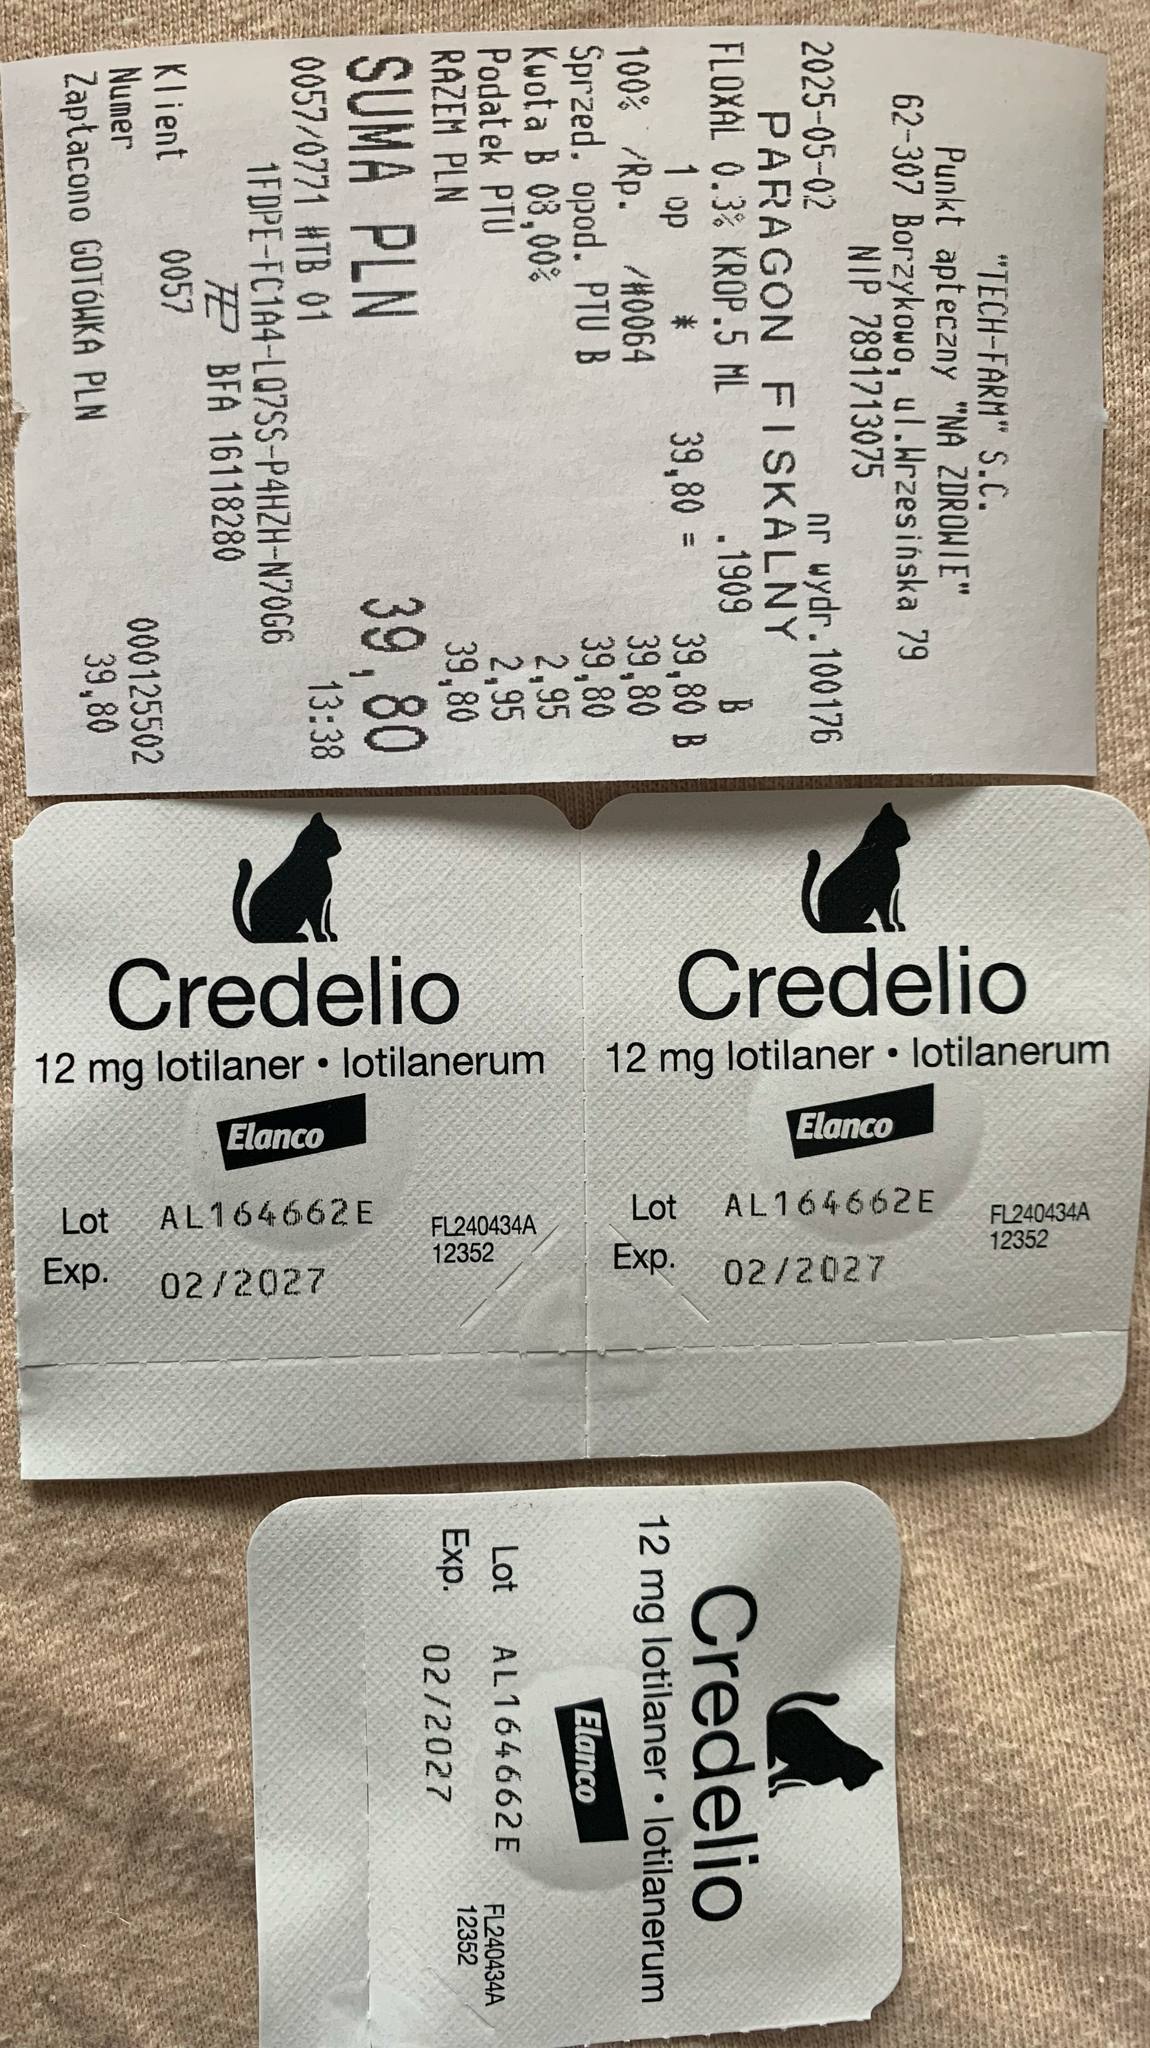 "TECH-FARM" S.C.
Punkt apteczny "NA ZDROWIE"
62-307 Borzykowo, ul.Wrzesińska 79
NIP 7891713075
2025-05-02 nr wydr.100176
PARAGON FISKALNY
FLOXAL 0.3% KROP.5 ML .1909 B
1 op * 39,80 = 39,80 B
100% /Rp. /#0064 39,80
Sprzed. opod. PTU B 39,80
Kwota B 08,00% 2,95
Podatek PTU 2,95
RAZEM PLN 39,80
SUMA PLN 39,80
0057/0771 #TB 01 13:38
1FDPE-FC1A4-LQ7SS-P4HZH-N70G6
BFA 16118280
Klient 0057
Numer 000125502
Zapłacono GOTÓWKA PLN 39,80
Credelio
12 mg lotilaner • lotilanerum
Elanco
Lot AL164662E
Exp. 02/2027
FL240434A
12352
Credelio
12 mg lotilaner • lotilanerum
Elanco
Lot AL164662E
Exp. 02/2027
FL240434A
12352
Credelio
12 mg lotilaner • lotilanerum
Elanco
Lot AL164662E
Exp. 02/2027
FL240434A
12352